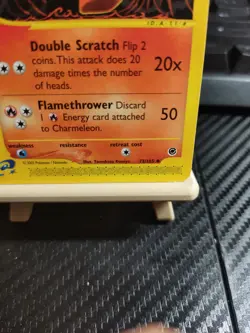 Double Scratch Flip 2
coins. This attack does 20 20x
damage times the number
of heads.
Flamethrower Discard
1 Energy card attached 50
to Charmeleon.
weakness resistance retreat cost